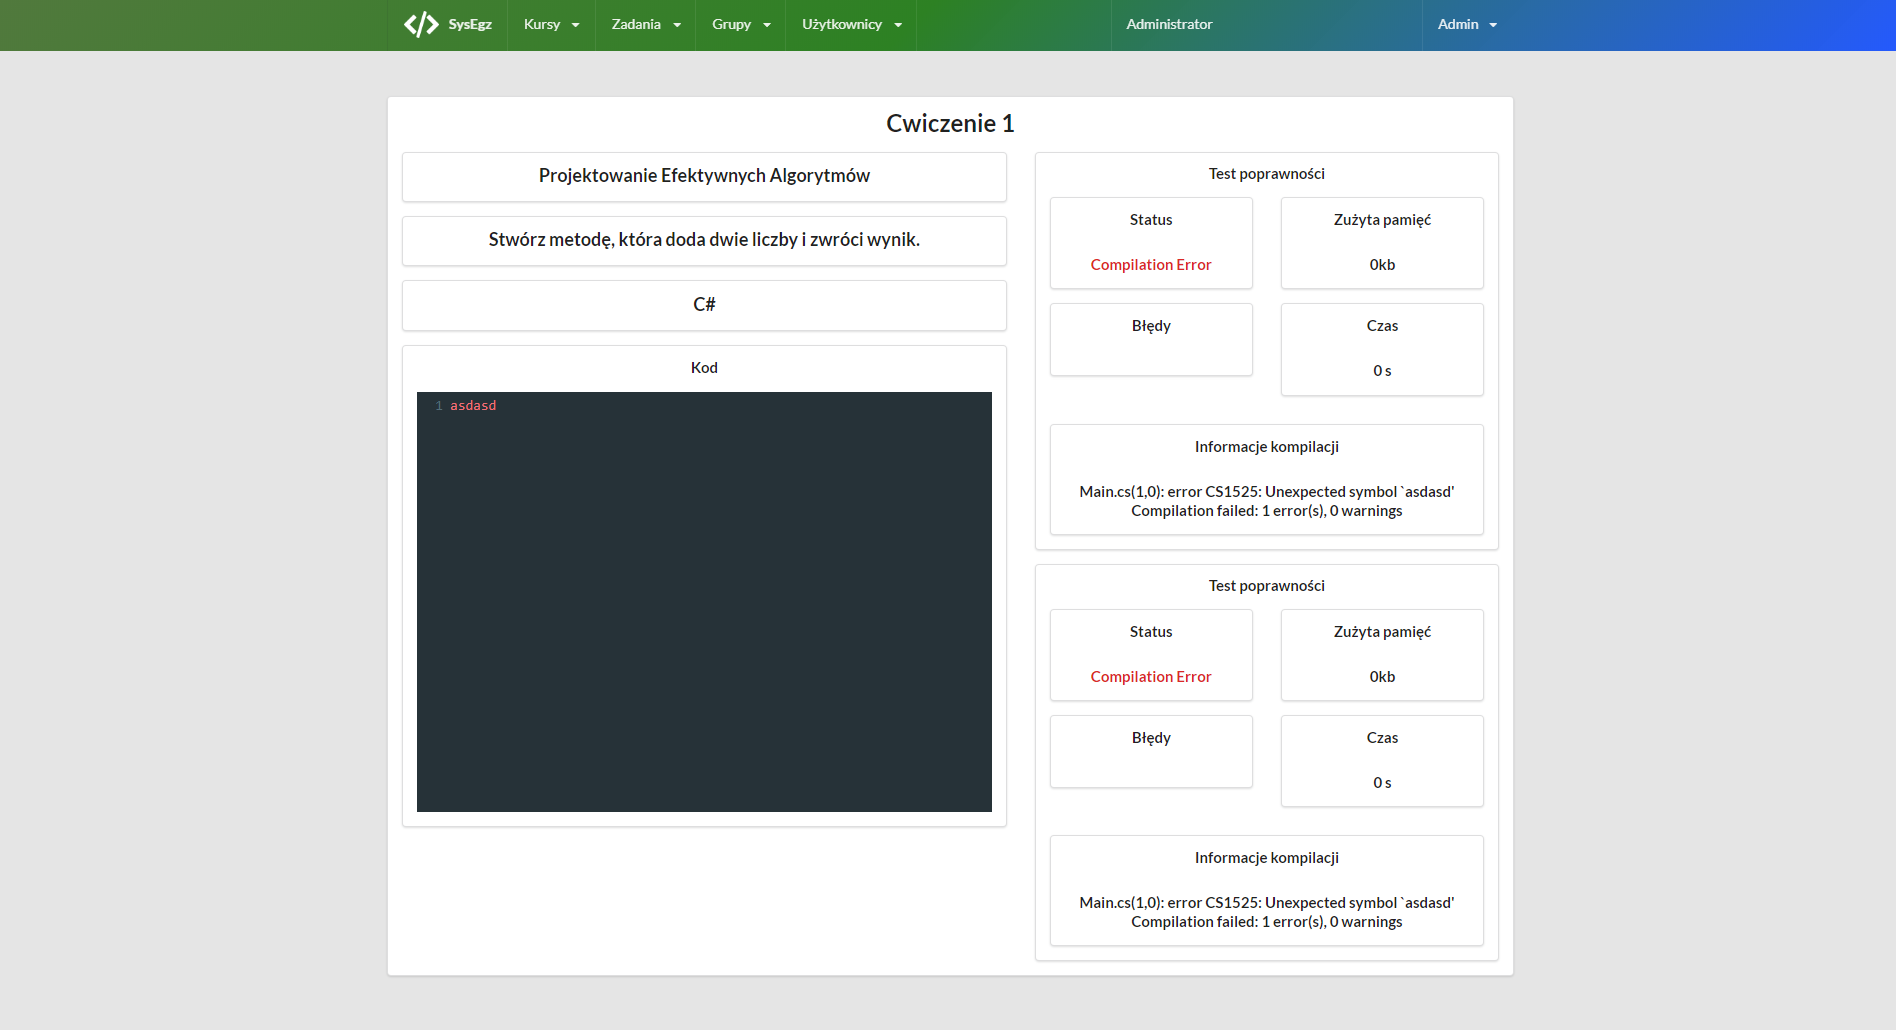 SysEgz Kursy Zadania Grupy Użytkownicy Administrator Admin
Cwiczenie 1
Projektowanie Efektywnych Algorytmów
Stwórz metodę, która doda dwie liczby i zwróci wynik.
C#
Kod
1 asdasd
Test poprawności
Status
Compilation Error
Zużyta pamięć
0kb
Błędy
Czas
0 s
Informacje kompilacji
Main.cs(1,0): error CS1525: Unexpected symbol `asdasd'
Compilation failed: 1 error(s), 0 warnings
Test poprawności
Status
Compilation Error
Zużyta pamięć
0kb
Błędy
Czas
0 s
Informacje kompilacji
Main.cs(1,0): error CS1525: Unexpected symbol `asdasd'
Compilation failed: 1 error(s), 0 warnings